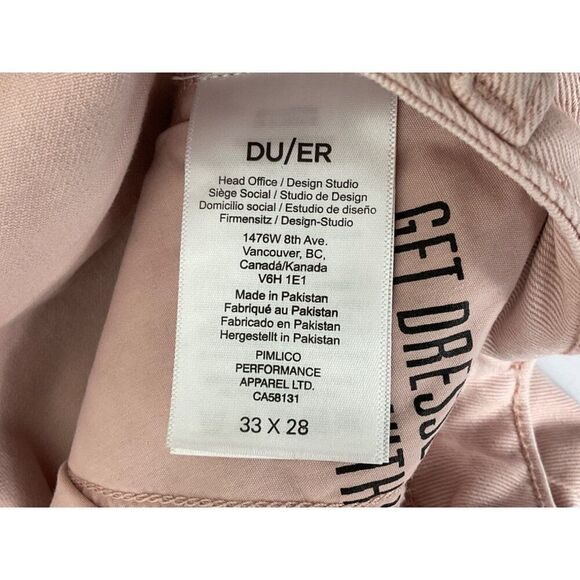 DU/ER
Head Office / Design Studio
Siège Social / Studio de Design
Domicilio social / Estudio de diseño
Firmensitz / Design-Studio
1476W 8th Ave.
Vancouver, BC,
Canadá/Kanada
V6H 1E1
Made in Pakistan
Fabriqué au Pakistan
Fabricado en Pakistan
Hergestellt in Pakistan
PIMLICO
PERFORMANCE
APPAREL LTD.
CA58131
33 X 28
GET DRESSE